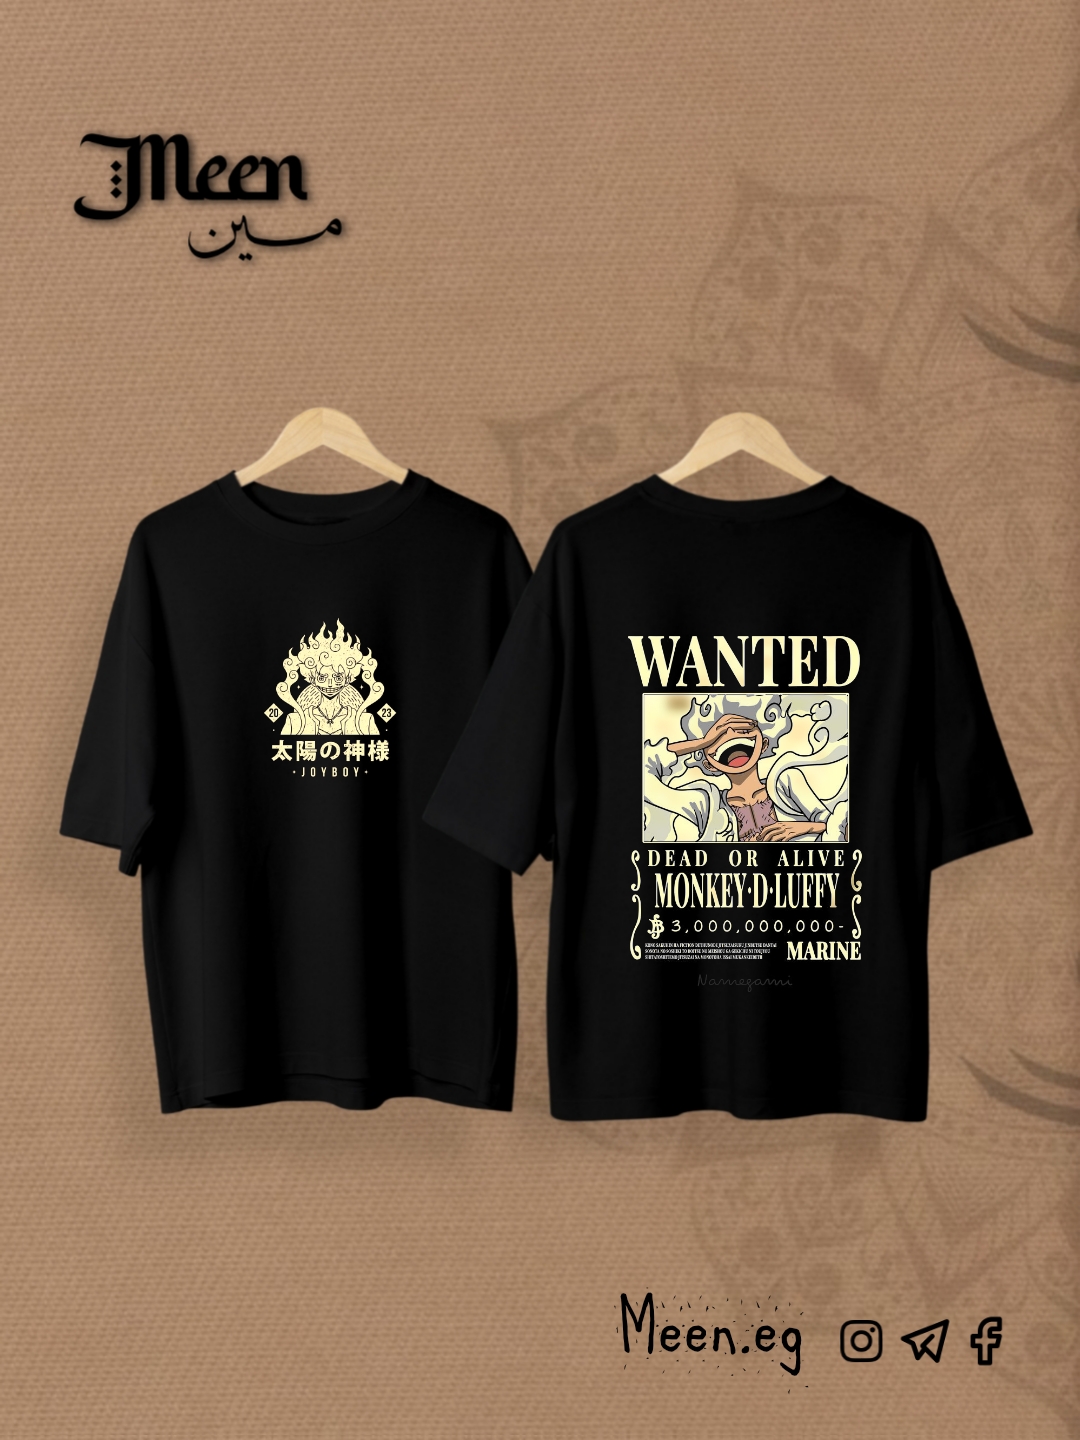 Meen
مين
20
23
太陽の神様
·JOYBOY·
WANTED
DEAD OR ALIVE
MONKEY·D·LUFFY
฿3,000,000,000-
MARINE
Namegami
Meen.eg